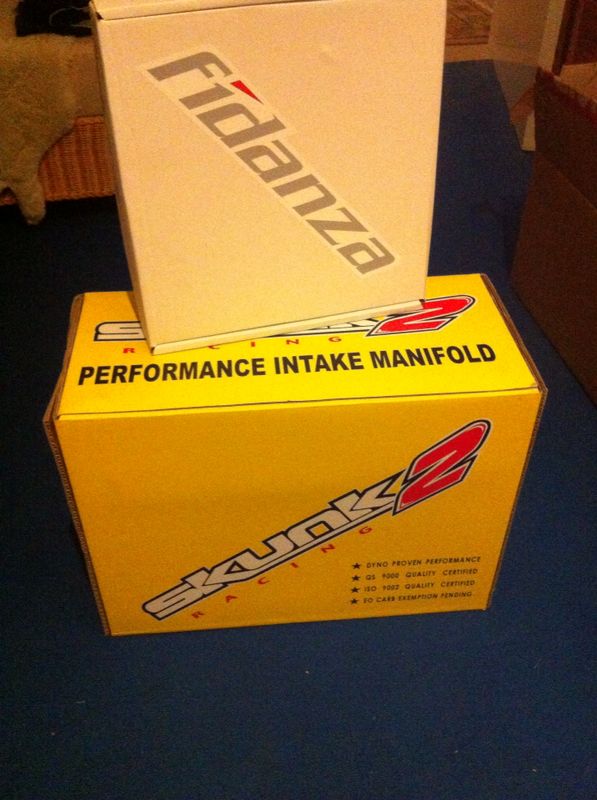 fidanza
2
RACING
PERFORMANCE INTAKE MANIFOLD
skunk2
RACING
★ DYNO PROVEN PERFORMANCE
★ QS 9000 QUALITY CERTIFIED
★ ISO 9002 QUALITY CERTIFIED
★ EO CARB EXEMPTION PENDING